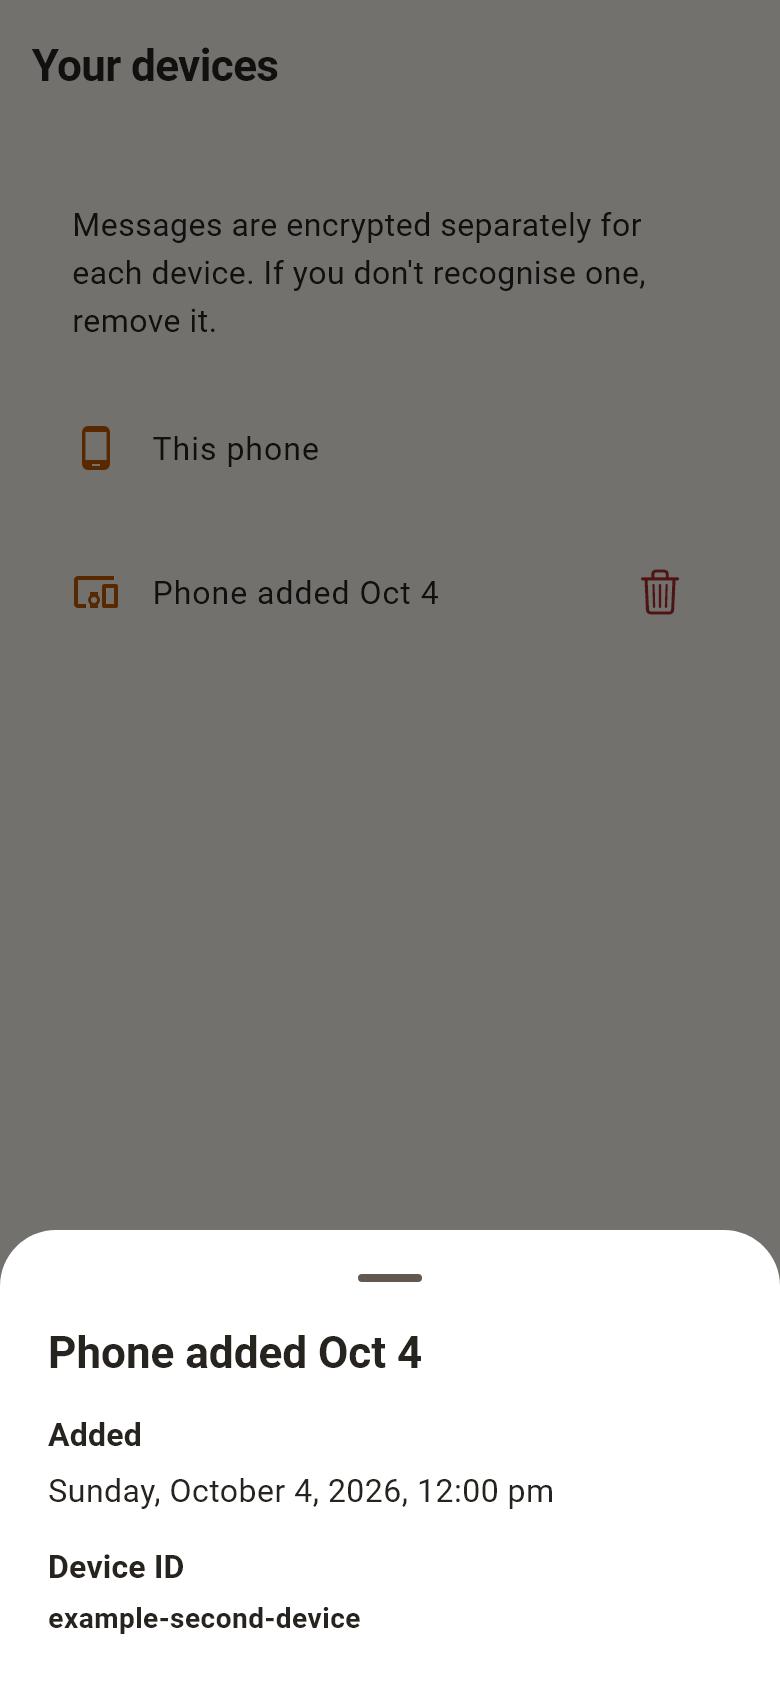 Your devices
Messages are encrypted separately for
each device. If you don't recognise one,
remove it.
This phone
Phone added Oct 4
Phone added Oct 4
Added
Sunday, October 4, 2026, 12:00 pm
Device ID
example-second-device